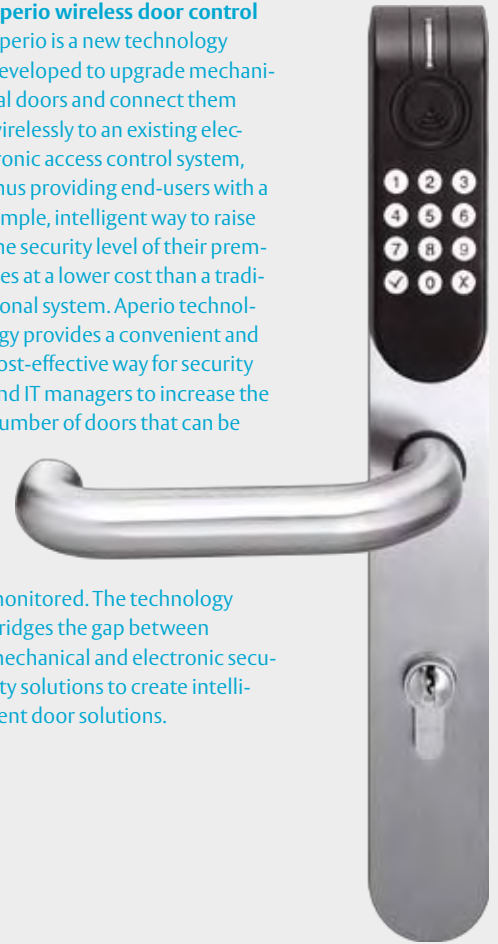 perio wireless door control
perio is a new technology
eveloped to upgrade mechani-
al doors and connect them
irelessly to an existing elec-
ronic access control system,
hus providing end-users with a
mple, intelligent way to raise
he security level of their prem-
es at a lower cost than a tradi-
onal system. Aperio technol-
gy provides a convenient and
ost-effective way for security
nd IT managers to increase the
umber of doors that can be
onitored. The technology
ridges the gap between
echanical and electronic secu-
ty solutions to create intelli-
ent door solutions.
1 2 3
4 5 6
7 8 9
✓ 0 X